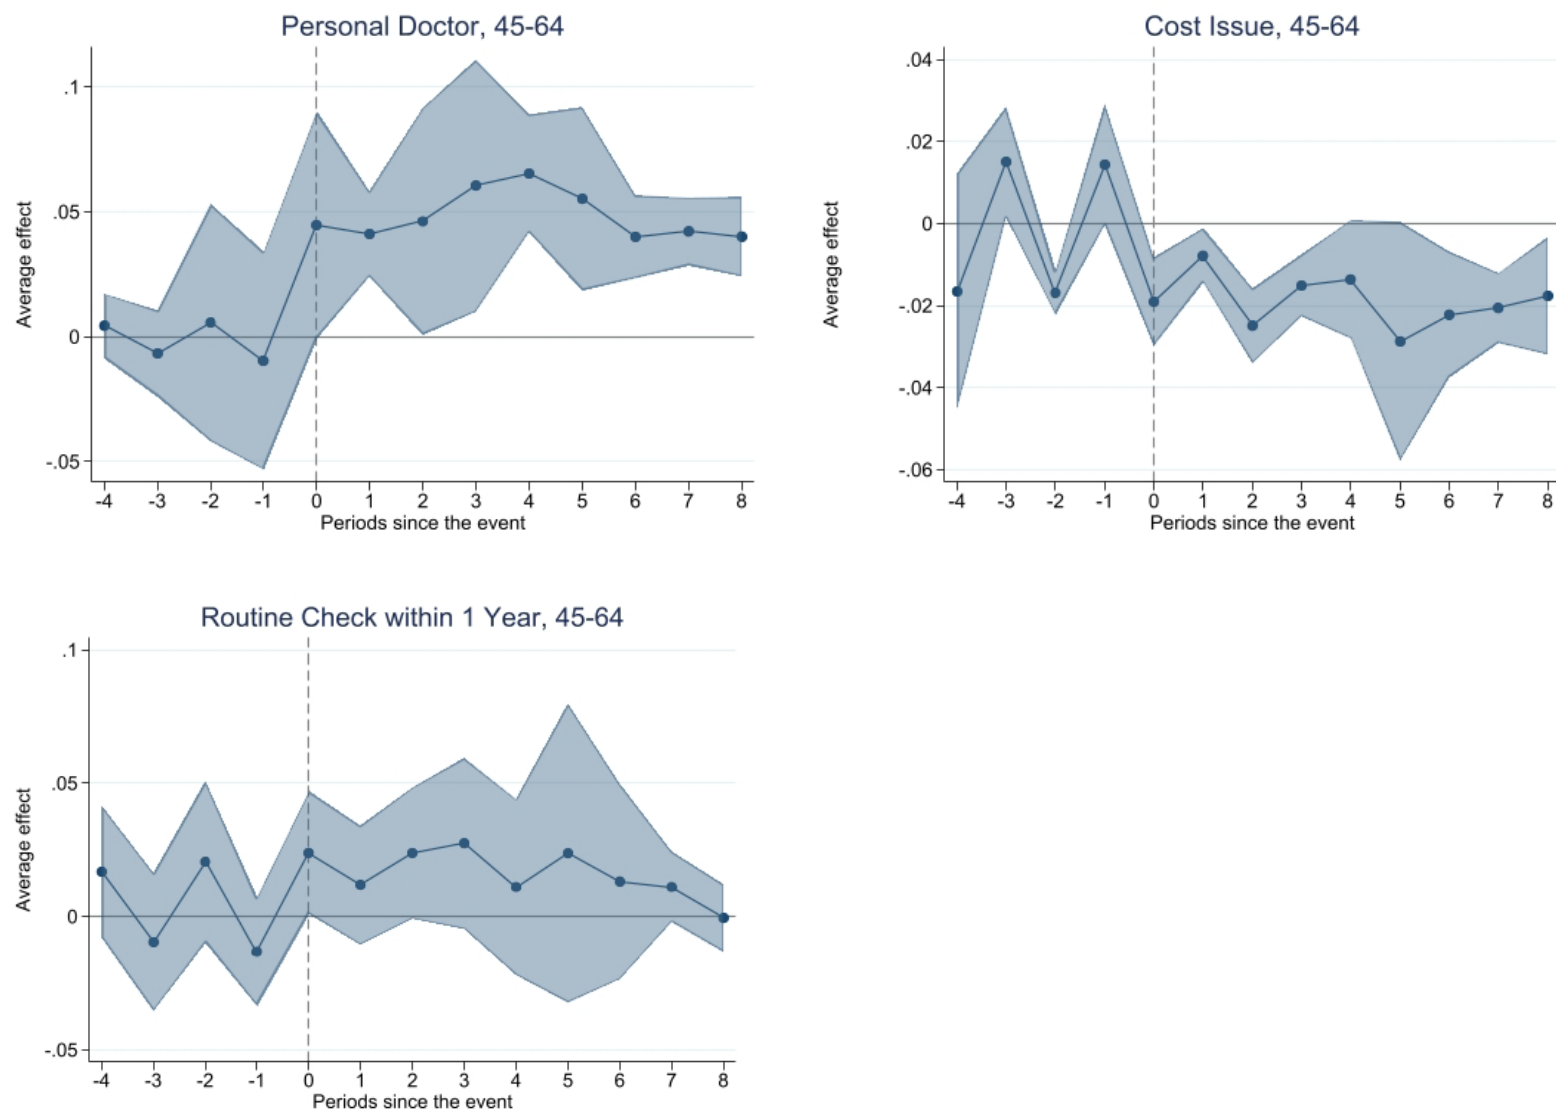 Personal Doctor, 45-64
Average effect
.1
.05
0
-.05
-4 -3 -2 -1 0 1 2 3 4 5 6 7 8
Periods since the event
Cost Issue, 45-64
Average effect
.04
.02
0
-.02
-.04
-.06
-4 -3 -2 -1 0 1 2 3 4 5 6 7 8
Periods since the event
Routine Check within 1 Year, 45-64
Average effect
.1
.05
0
-.05
-4 -3 -2 -1 0 1 2 3 4 5 6 7 8
Periods since the event